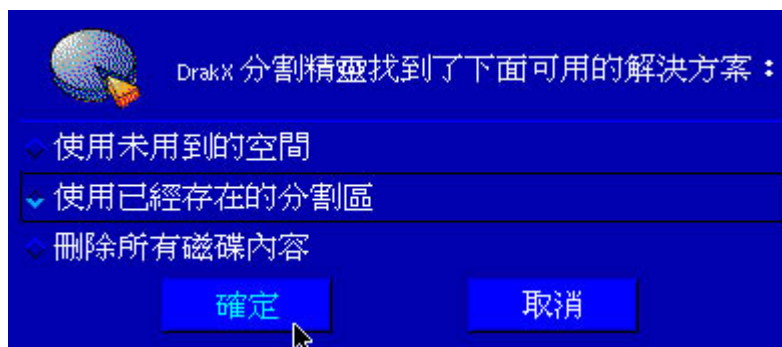 DrakX 分割精靈找到了下面可用的解決方案：
使用未用到的空間
使用已經存在的分割區
刪除所有磁碟內容
確定 取消